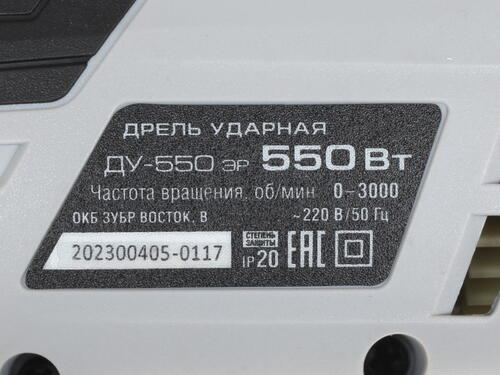 ДРЕЛЬ УДАРНАЯ
ДУ-550 ЭР 550 Вт
Частота вращения, об/мин 0-3000
ОКБ ЗУБР ВОСТОК, В ~220 В/50 Гц
202300405-0117 СТЕПЕНЬ ЗАЩИТЫ IP20 EAC